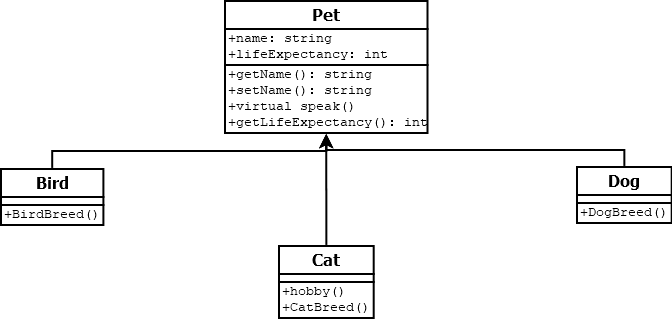 Pet
+name: string
+lifeExpectancy: int
+getName(): string
+setName(): string
+virtual speak()
+getLifeExpectancy(): int
Bird
+BirdBreed()
Dog
+DogBreed()
Cat
+hobby()
+CatBreed()